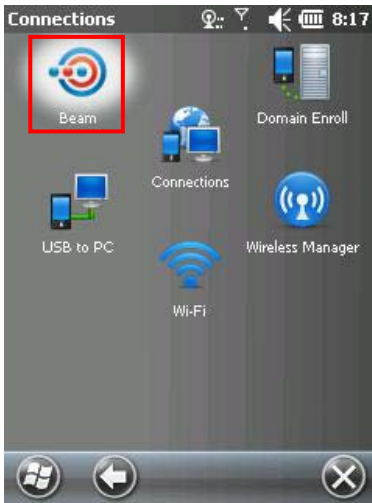 Connections 8:17
Beam
Domain Enroll
Connections
USB to PC
Wireless Manager
Wi-Fi